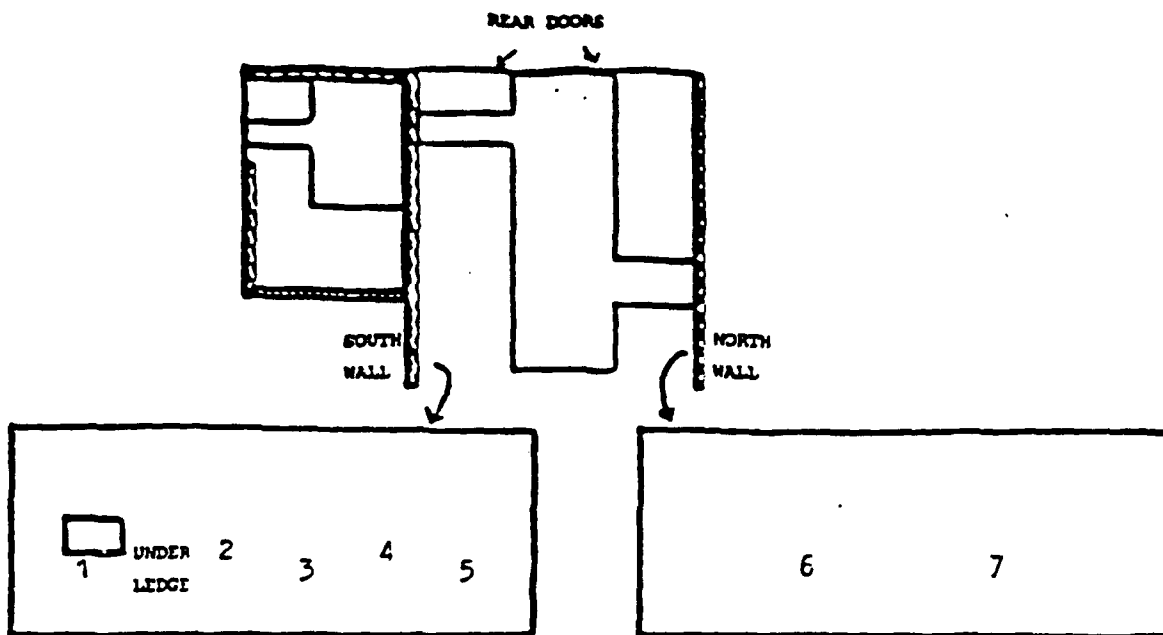 REAR DOORS
SOUTH
WALL
NORTH
WALL
1 UNDER
LEDGE
2
3
4
5
6
7